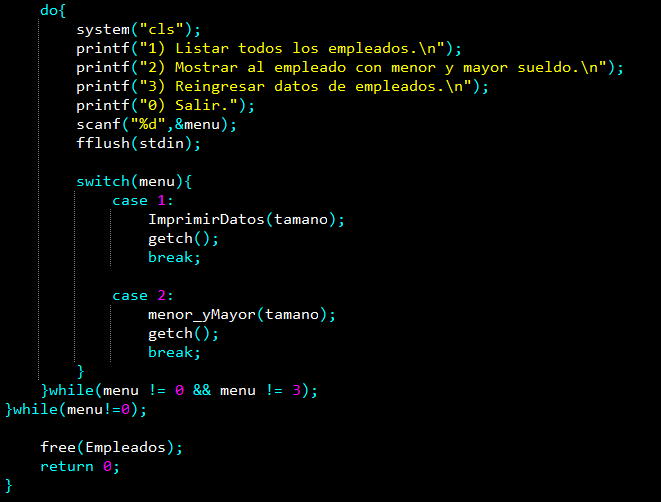 do{
system("cls");
printf("1) Listar todos los empleados.\n");
printf("2) Mostrar al empleado con menor y mayor sueldo.\n");
printf("3) Reingresar datos de empleados.\n");
printf("0) Salir.");
scanf("%d",&menu);
fflush(stdin);
switch(menu){
case 1:
ImprimirDatos(tamano);
getch();
break;
case 2:
menor_yMayor(tamano);
getch();
break;
}
}while(menu != 0 && menu != 3);
}while(menu!=0);
free(Empleados);
return 0;
}